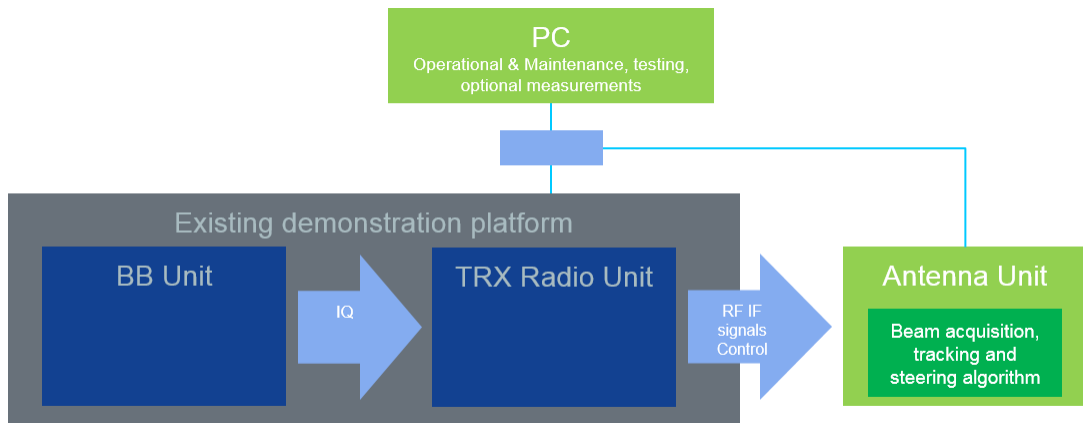 PC
Operational & Maintenance, testing,
optional measurements
Existing demonstration platform
BB Unit
IQ
TRX Radio Unit
RF IF
signals
Control
Antenna Unit
Beam acquisition,
tracking and
steering algorithm